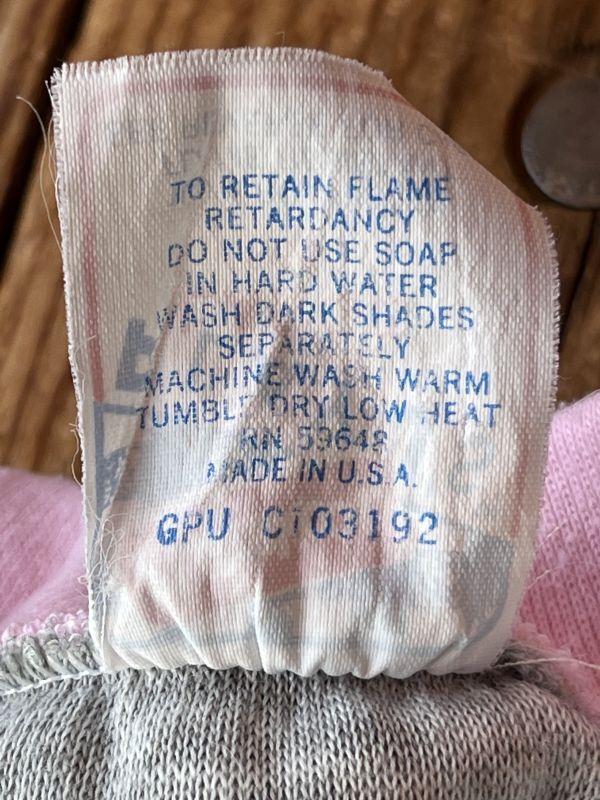 TO RETAIN FLAME
RETARDANCY
DO NOT USE SOAP
IN HARD WATER
WASH DARK SHADES
SEPARATELY
MACHINE WASH WARM
TUMBLE DRY LOW HEAT
RN 59648
MADE IN U.S.A.
GPU C103192